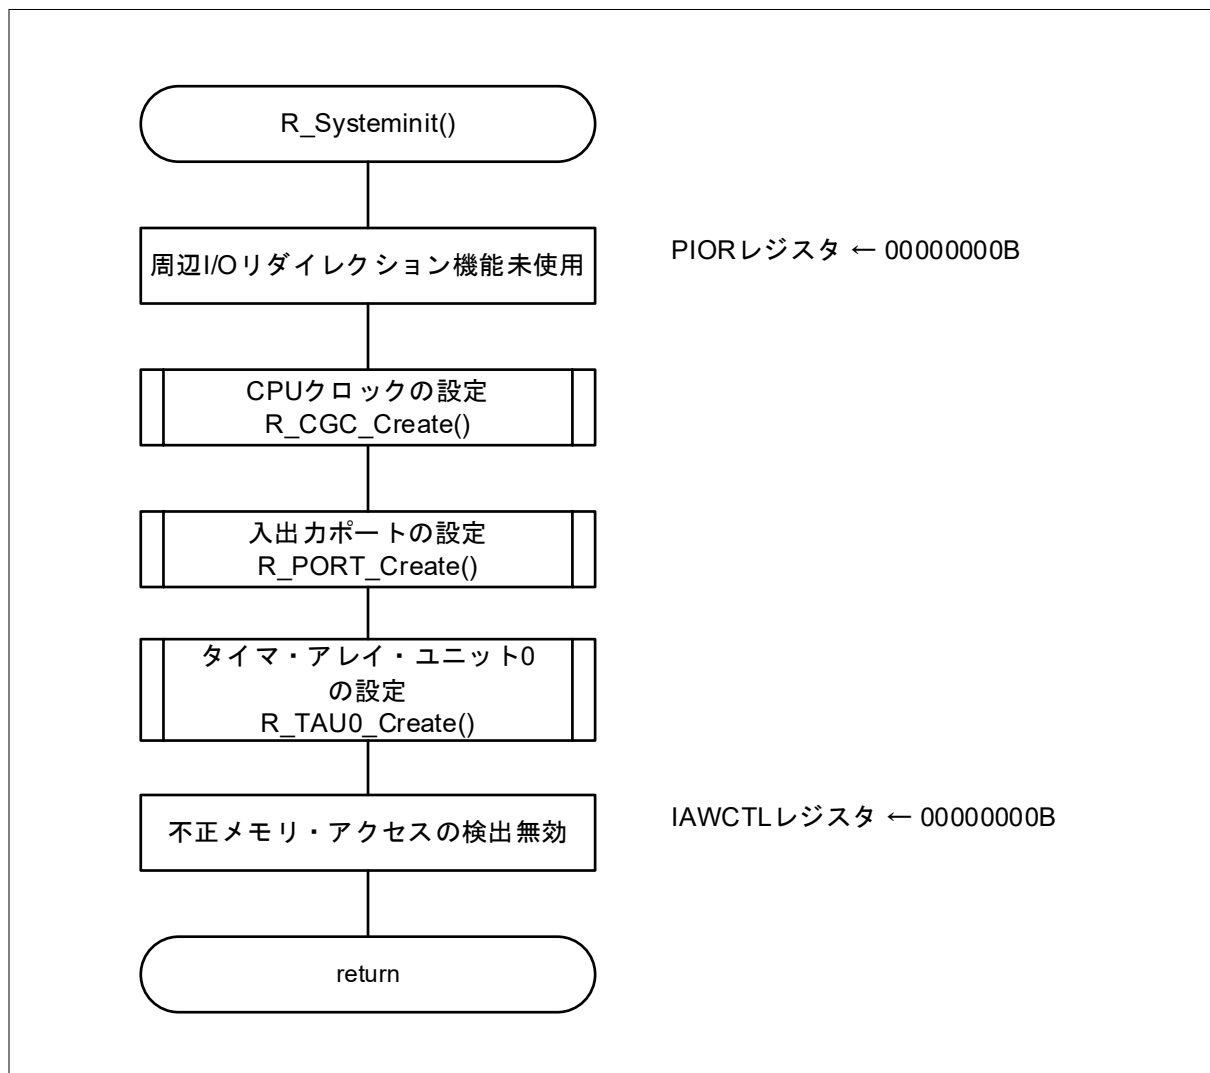 R_Systeminit()
周辺I/Oリダイレクション機能未使用
PIORレジスタ ← 00000000B
CPUクロックの設定
R_CGC_Create()
入出力ポートの設定
R_PORT_Create()
タイマ・アレイ・ユニット0
の設定
R_TAU0_Create()
不正メモリ・アクセスの検出無効
IAWCTLレジスタ ← 00000000B
return